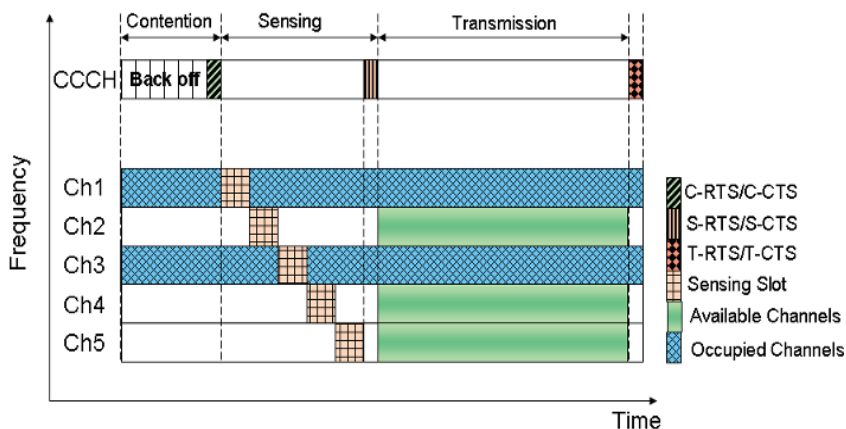 Contention
Sensing
Transmission
CCCH
Back off
Ch1
Ch2
Ch3
Ch4
Ch5
Frequency
Time
C-RTS/C-CTS
S-RTS/S-CTS
T-RTS/T-CTS
Sensing Slot
Available Channels
Occupied Channels